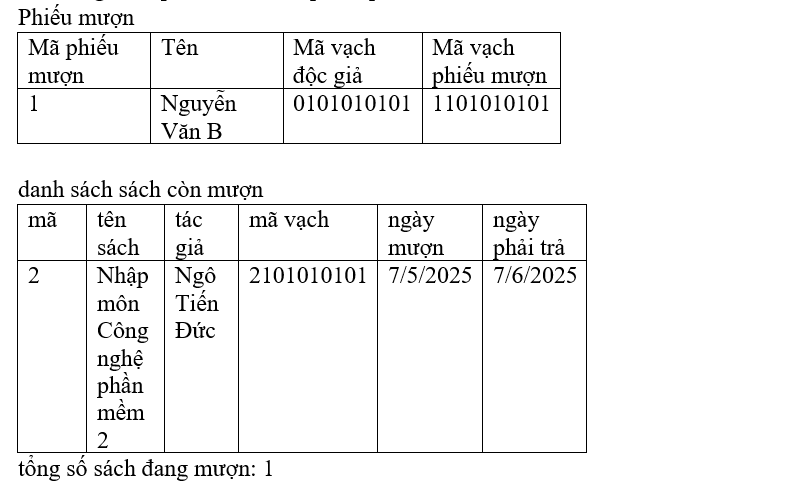 Phiếu mượn
Mã phiếu mượn Tên Mã vạch độc giả Mã vạch phiếu mượn
1 Nguyễn Văn B 0101010101 1101010101
danh sách sách còn mượn
mã tên sách tác giả mã vạch ngày mượn ngày phải trả
2 Nhập môn Công nghệ phần mềm 2 Ngô Tiến Đức 2101010101 7/5/2025 7/6/2025
tổng số sách đang mượn: 1